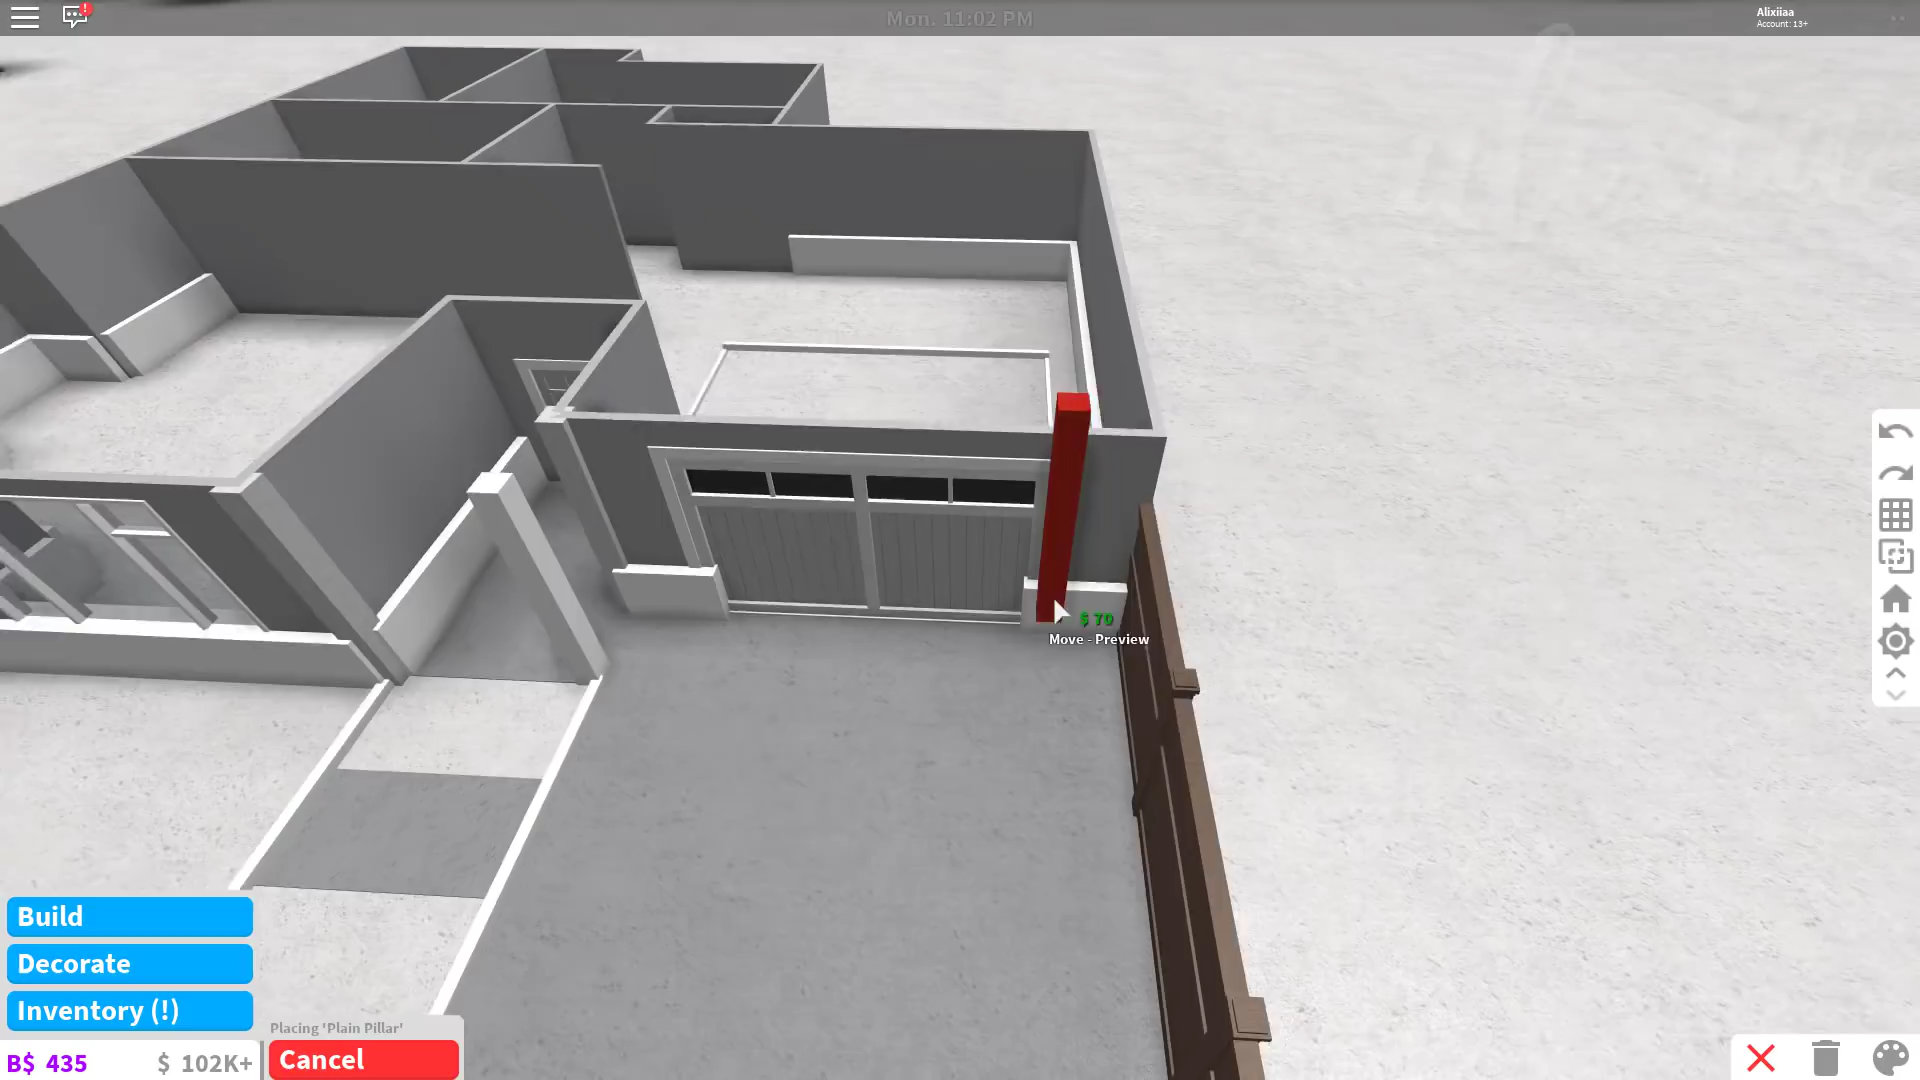 Mon. 11:02 PM
Alixiiaa
Account: 13+
$ 70
Move - Preview
Build
Decorate
Inventory (!)
Placing 'Plain Pillar'
B$ 435
$ 102K+
Cancel